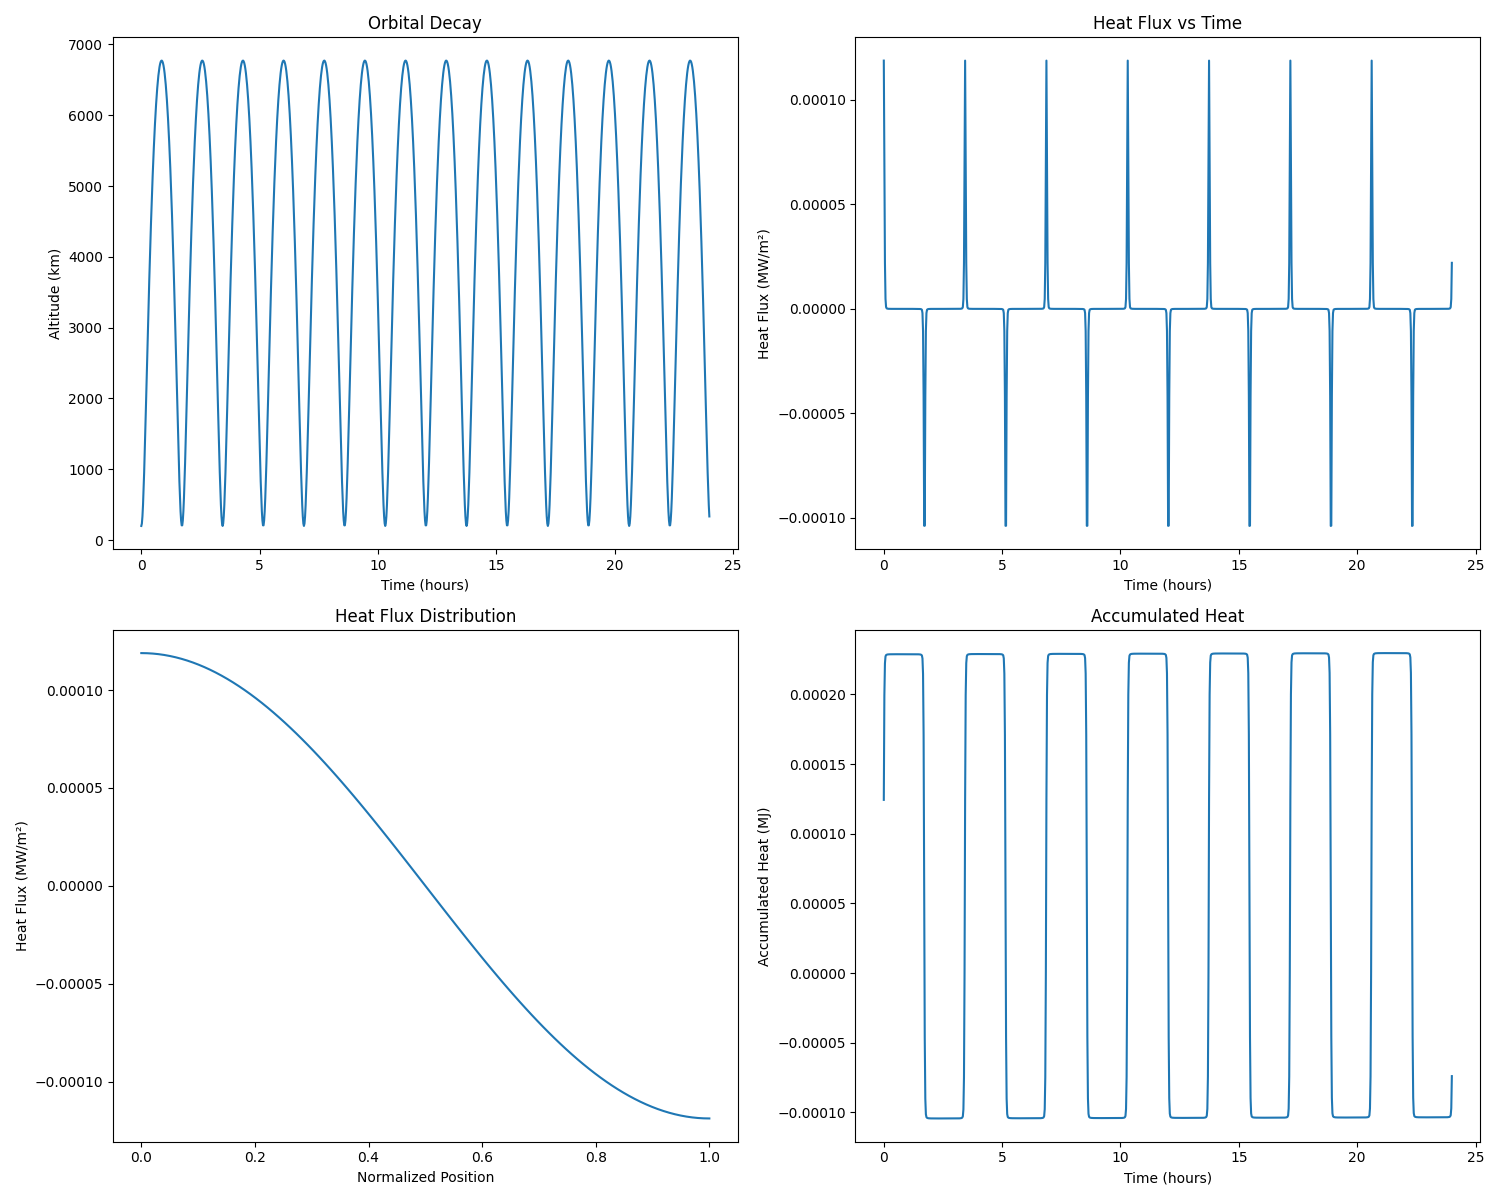 Orbital Decay
7000
6000
5000
4000
3000
2000
1000
0
Altitude (km)
0 5 10 15 20 25
Time (hours)
Heat Flux vs Time
0.00010
0.00005
0.00000
−0.00005
−0.00010
Heat Flux (MW/m²)
0 5 10 15 20 25
Time (hours)
Heat Flux Distribution
0.00010
0.00005
0.00000
−0.00005
−0.00010
Heat Flux (MW/m²)
0.0 0.2 0.4 0.6 0.8 1.0
Normalized Position
Accumulated Heat
0.00020
0.00015
0.00010
0.00005
0.00000
−0.00005
−0.00010
Accumulated Heat (MJ)
0 5 10 15 20 25
Time (hours)